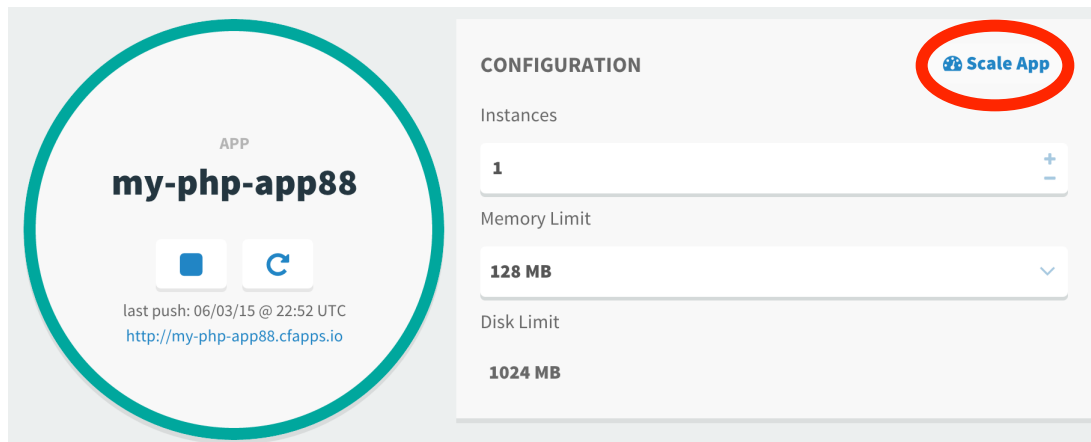 APP
my-php-app88
last push: 06/03/15 @ 22:52 UTC
http://my-php-app88.cfapps.io
CONFIGURATION
Scale App
Instances
1
Memory Limit
128 MB
Disk Limit
1024 MB